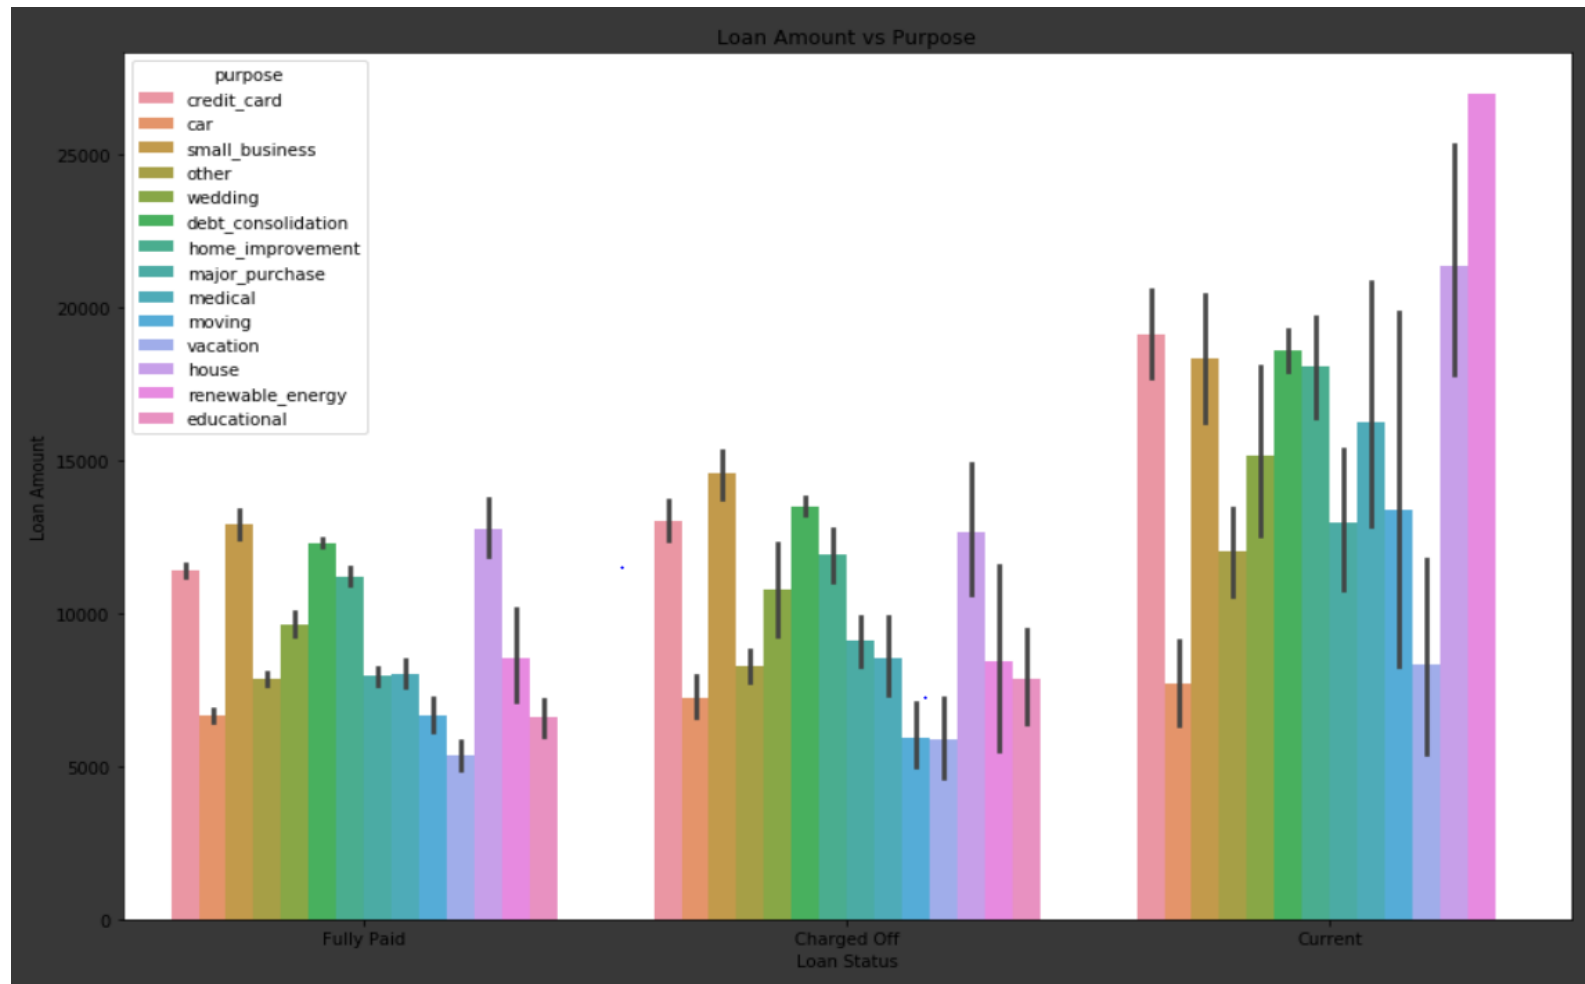 Loan Amount vs Purpose
purpose
credit_card
car
small_business
other
wedding
debt_consolidation
home_improvement
major_purchase
medical
moving
vacation
house
renewable_energy
educational
25000
20000
15000
10000
5000
0
Loan Amount
Fully Paid
Charged Off
Current
Loan Status